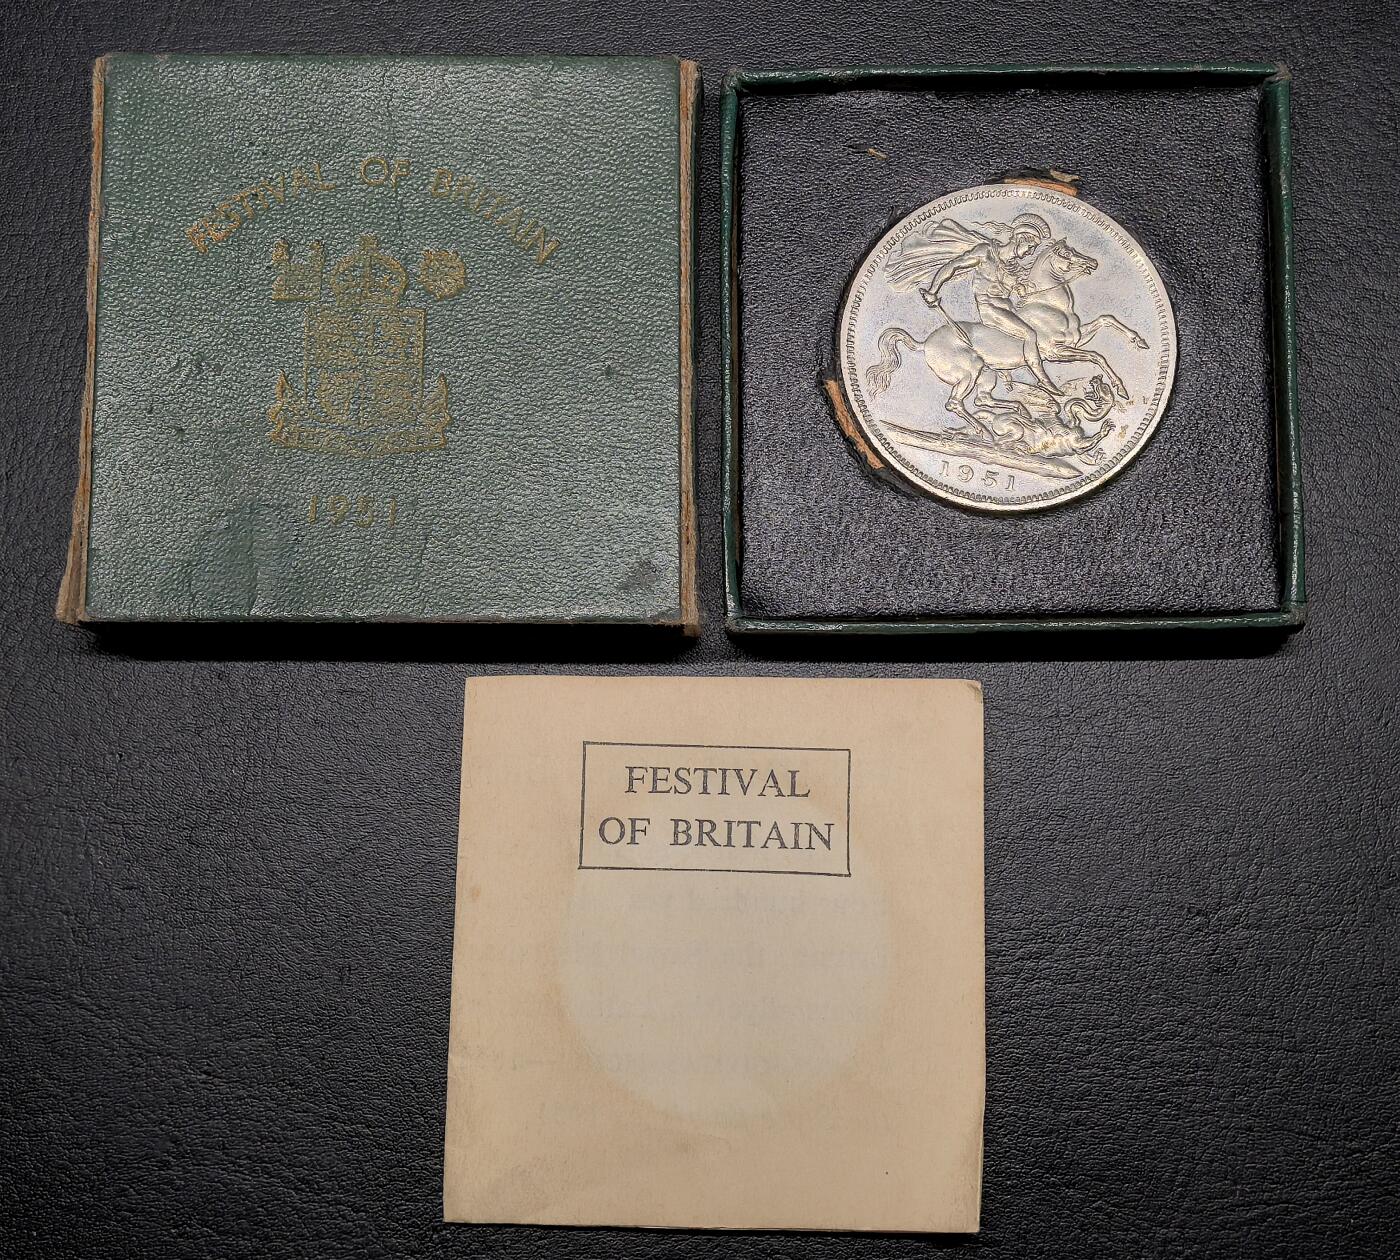 FESTIVAL OF BRITAIN
1951
1951
FESTIVAL
OF BRITAIN